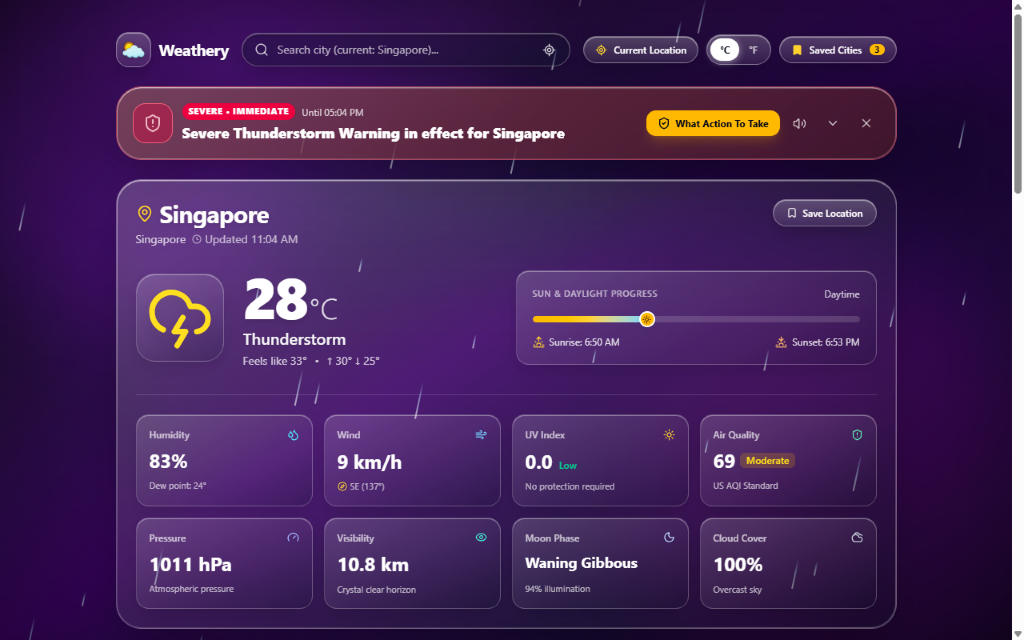 Weathery
Search city (current: Singapore)...
Current Location
°C
°F
Saved Cities 3
SEVERE • IMMEDIATE Until 05:04 PM
Severe Thunderstorm Warning in effect for Singapore
What Action To Take
Singapore
Save Location
Singapore Updated 11:04 AM
28°C
Thunderstorm
Feels like 33° • ↑ 30° ↓ 25°
SUN & DAYLIGHT PROGRESS Daytime
Sunrise: 6:50 AM Sunset: 6:53 PM
Humidity
83%
Dew point: 24°
Wind
9 km/h
SE (137°)
UV Index
0.0 Low
No protection required
Air Quality
69 Moderate
US AQI Standard
Pressure
1011 hPa
Atmospheric pressure
Visibility
10.8 km
Crystal clear horizon
Moon Phase
Waning Gibbous
94% illumination
Cloud Cover
100%
Overcast sky